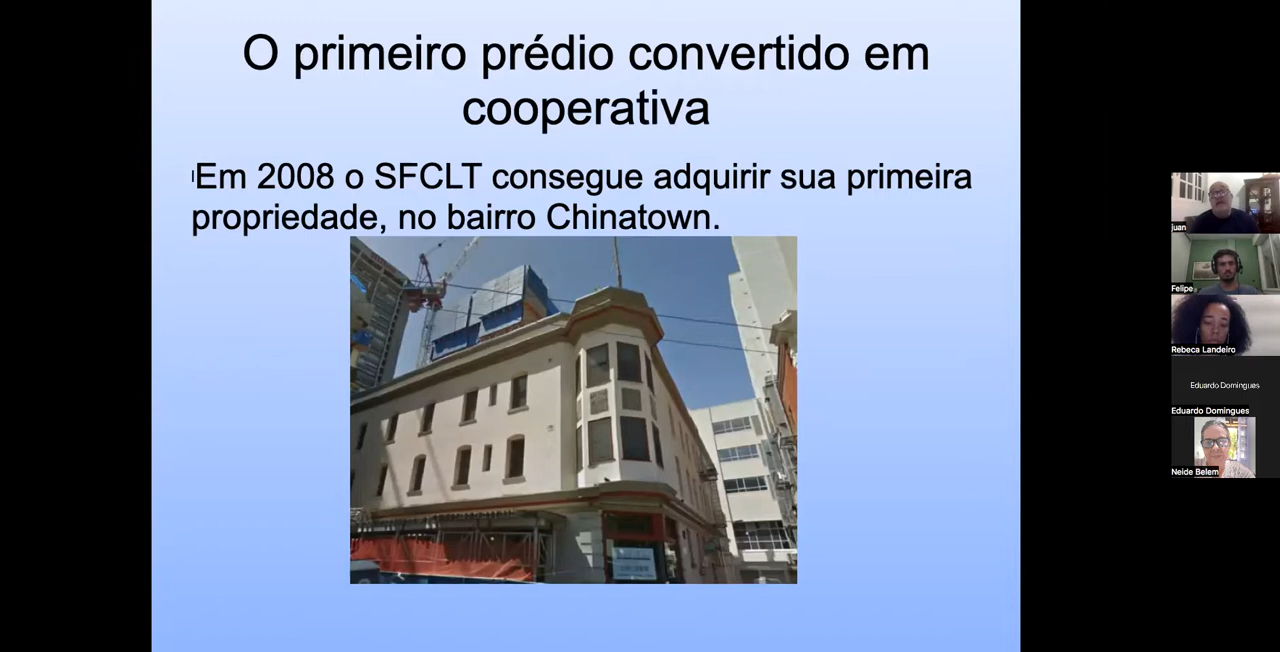 O primeiro prédio convertido em
cooperativa
Em 2008 o SFCLT consegue adquirir sua primeira
propriedade, no bairro Chinatown.
juan
Felipe
Rebeca Landeiro
Eduardo Domingues
Eduardo Domingues
Neide Belem